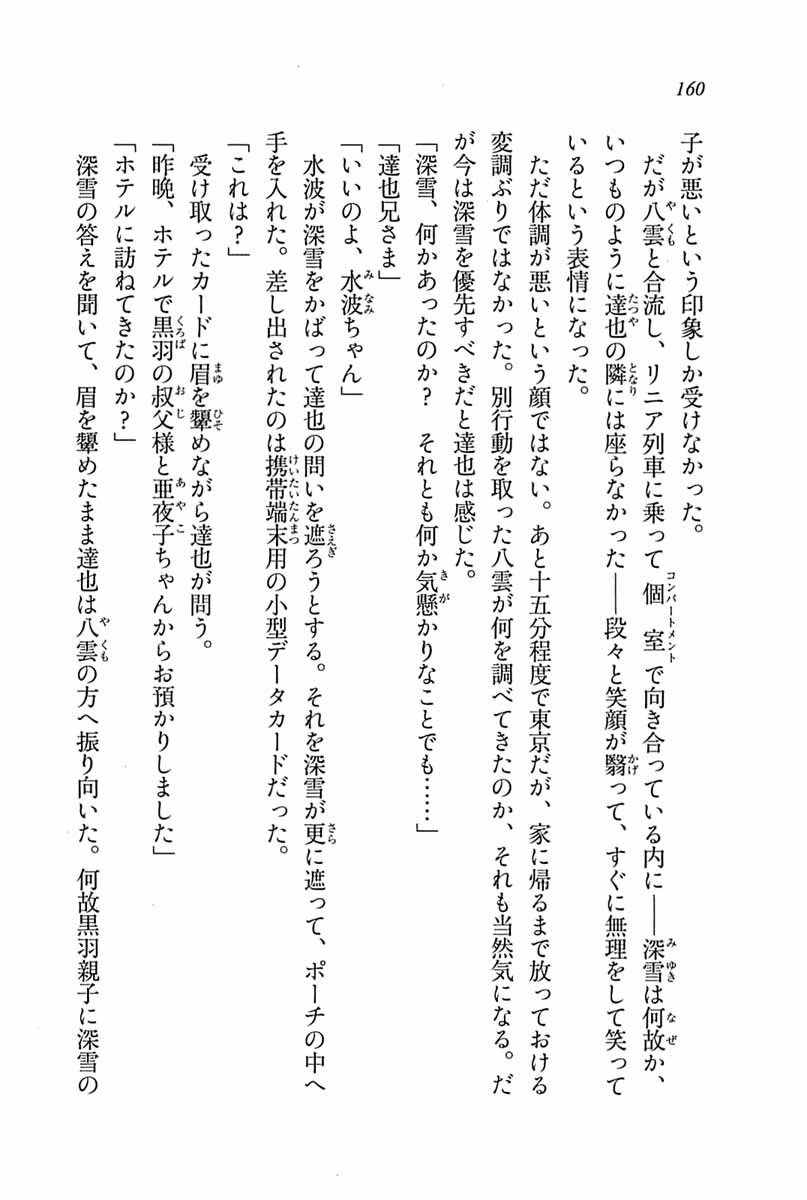 160
子が悪いという印象しか受けなかった。
だが八雲と合流し、リニア列車に乗って個室で向き合っている内に――深雪は何故か、
いつものように達也の隣には座らなかった――段々と笑顔が翳って、すぐに無理をして笑って
いるという表情になった。
ただ体調が悪いという顔ではない。あと十五分程度で東京だが、家に帰るまで放っておける
変調ぶりではなかった。別行動を取った八雲が何を調べてきたのか、それも当然気になる。だ
が今は深雪を優先すべきだと達也は感じた。
「深雪、何かあったのか？　それとも何か気懸かりなことでも……」
「達也兄さま」
「いいのよ、水波ちゃん」
水波が深雪をかばって達也の問いを遮ろうとする。それを深雪が更に遮って、ポーチの中へ
手を入れた。差し出されたのは携帯端末用の小型データカードだった。
「これは？」
受け取ったカードに眉を顰めながら達也が問う。
「昨晩、ホテルで黒羽の叔父様と亜夜子ちゃんからお預かりしました」
「ホテルに訪ねてきたのか？」
深雪の答えを聞いて、眉を顰めたまま達也は八雲の方へ振り向いた。何故黒羽親子に深雪の